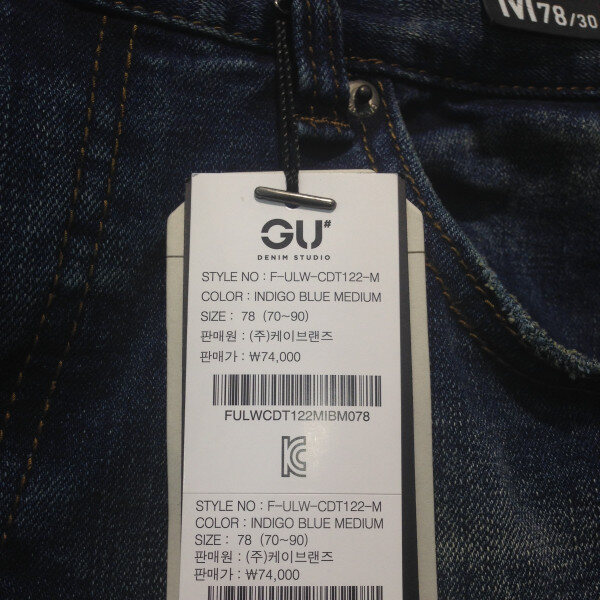 M78/30
GU#
DENIM STUDIO
STYLE NO : F-ULW-CDT122-M
COLOR : INDIGO BLUE MEDIUM
SIZE : 78 (70~90)
판매원 : (주)케이브랜즈
판매가 : ₩74,000
FULWCDT122MIBM078
STYLE NO : F-ULW-CDT122-M
COLOR : INDIGO BLUE MEDIUM
SIZE : 78 (70~90)
판매원 : (주)케이브랜즈
판매가 : ₩74,000